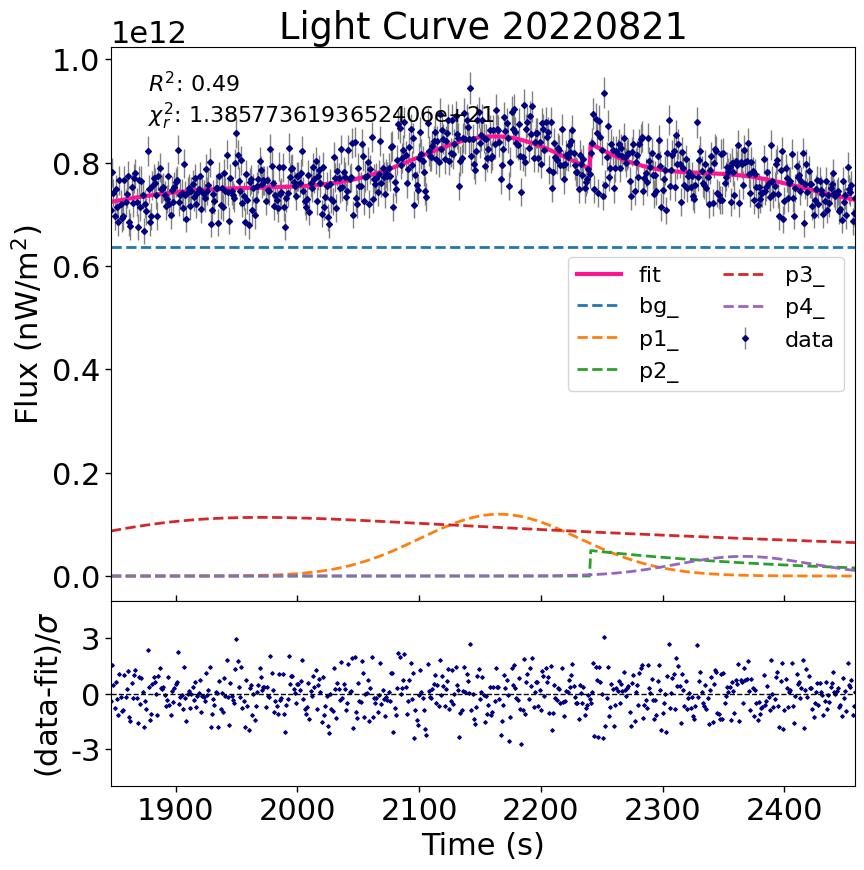 Light Curve 20220821
1e12
R²: 0.49
χ²ᵣ: 1.3857736193652406e+21
Flux (nW/m²)
1.0
0.8
0.6
0.4
0.2
0.0
fit
bg_
p1_
p2_
p3_
p4_
data
(data-fit)/σ
3
0
-3
1900 2000 2100 2200 2300 2400
Time (s)